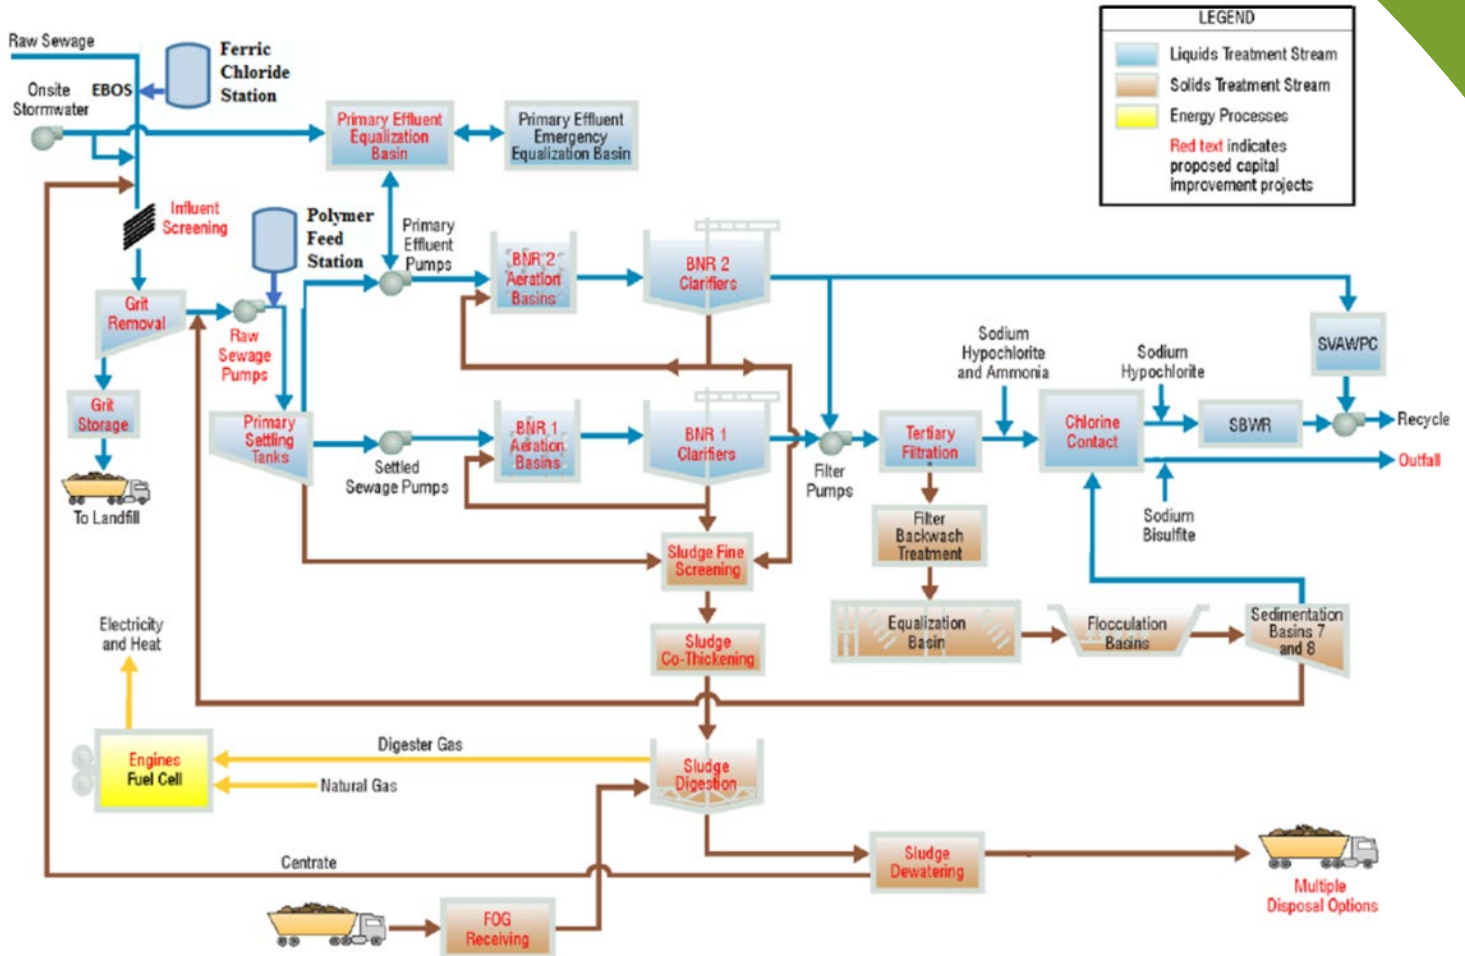 LEGEND
Liquids Treatment Stream
Solids Treatment Stream
Energy Processes
Red text indicates
proposed capital
improvement projects
Raw Sewage
Ferric
Chloride
Station
EBOS
Onsite
Stormwater
Primary Effluent
Equalization
Basin
Primary Effluent
Emergency
Equalization Basin
Influent
Screening
Polymer
Feed
Station
Primary
Effluent
Pumps
BNR 2
Aeration
Basins
BNR 2
Clarifiers
Grit
Removal
Raw
Sewage
Pumps
SVAWPC
Sodium
Hypochlorite
and Ammonia
Sodium
Hypochlorite
Grit
Storage
Primary
Settling
Tanks
Settled
Sewage Pumps
BNR 1
Aeration
Basins
BNR 1
Clarifiers
Filter
Pumps
Tertiary
Filtration
Chlorine
Contact
SBWR
Recycle
Outfall
To Landfill
Sodium
Bisulfite
Filter
Backwash
Treatment
Sludge Fine
Screening
Equalization
Basin
Flocculation
Basins
Sedimentation
Basins 7
and 8
Electricity
and Heat
Sludge
Co-Thickening
Engines
Fuel Cell
Digester Gas
Natural Gas
Sludge
Digestion
Centrate
Sludge
Dewatering
Multiple
Disposal Options
FOG
Receiving